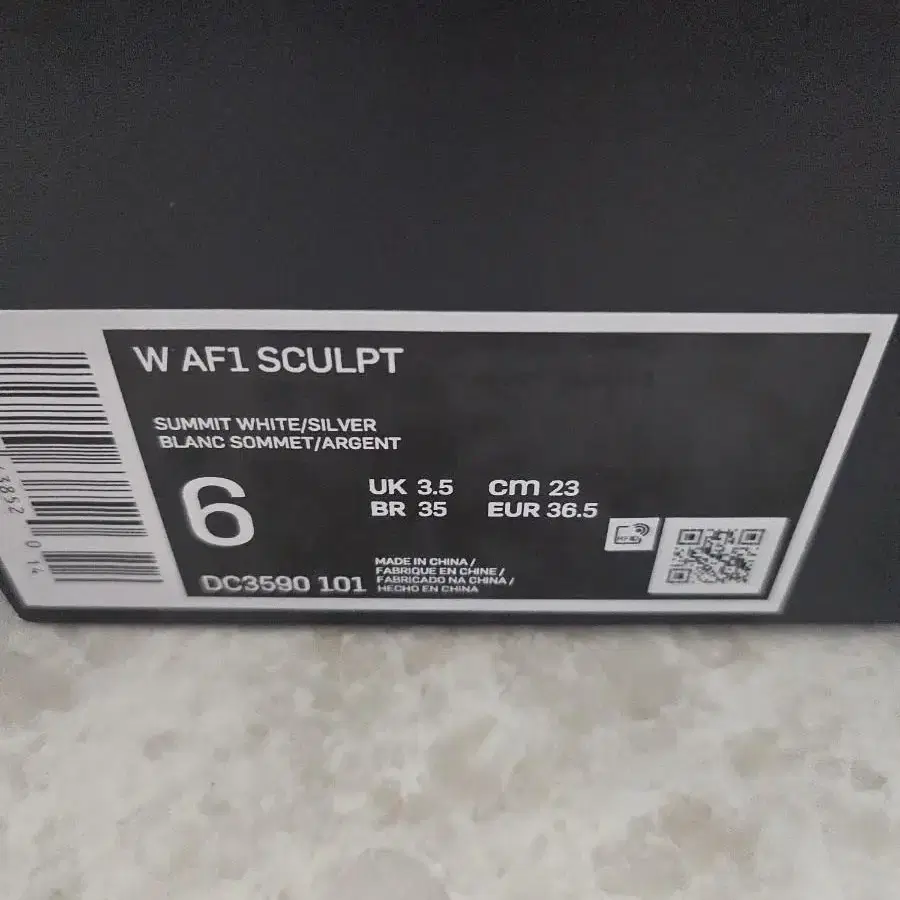 W AF1 SCULPT
SUMMIT WHITE/SILVER
BLANC SOMMET/ARGENT
6
UK 3.5 cm 23
BR 35 EUR 36.5
DC3590 101
MADE IN CHINA /
FABRIQUE EN CHINE /
FABRICADO NA CHINA /
HECHO EN CHINA
RFID